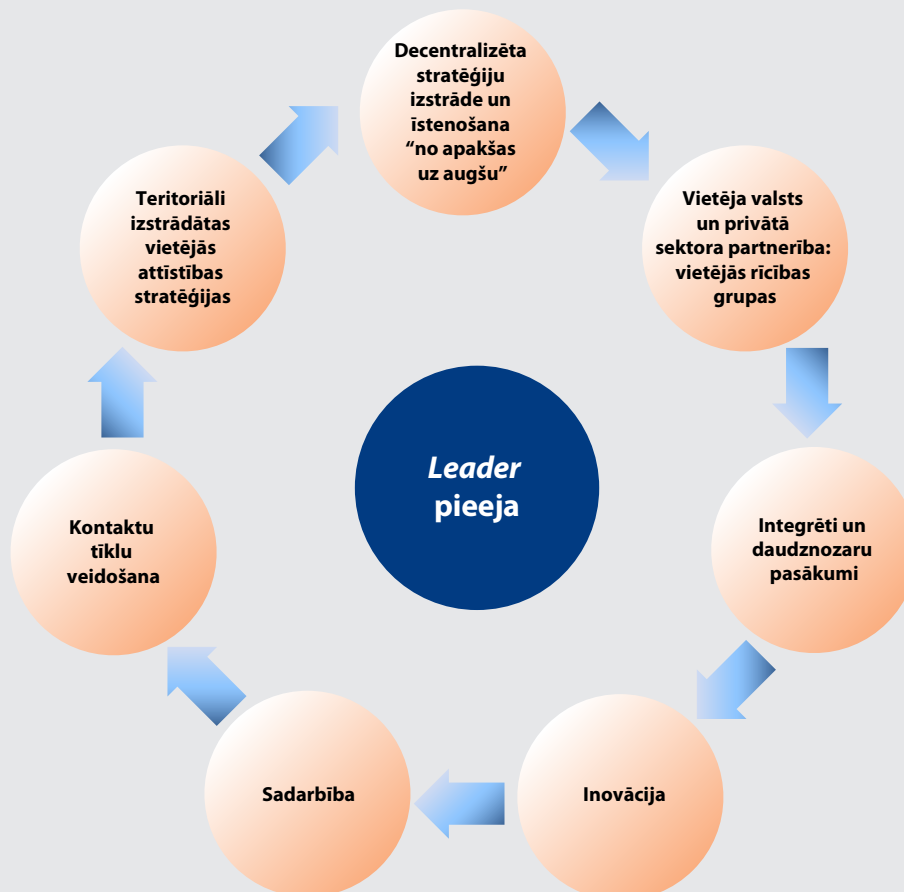 Decentralizēta
stratēģiju
izstrāde un
īstenošana
“no apakšas
uz augšu”
Vietēja valsts
un privātā
sektora partnerība:
vietējās rīcības
grupas
Integrēti un
daudznozaru
pasākumi
Inovācija
Sadarbība
Kontaktu
tīklu
veidošana
Teritoriāli
izstrādātas
vietējās
attīstības
stratēģijas
Leader
pieeja